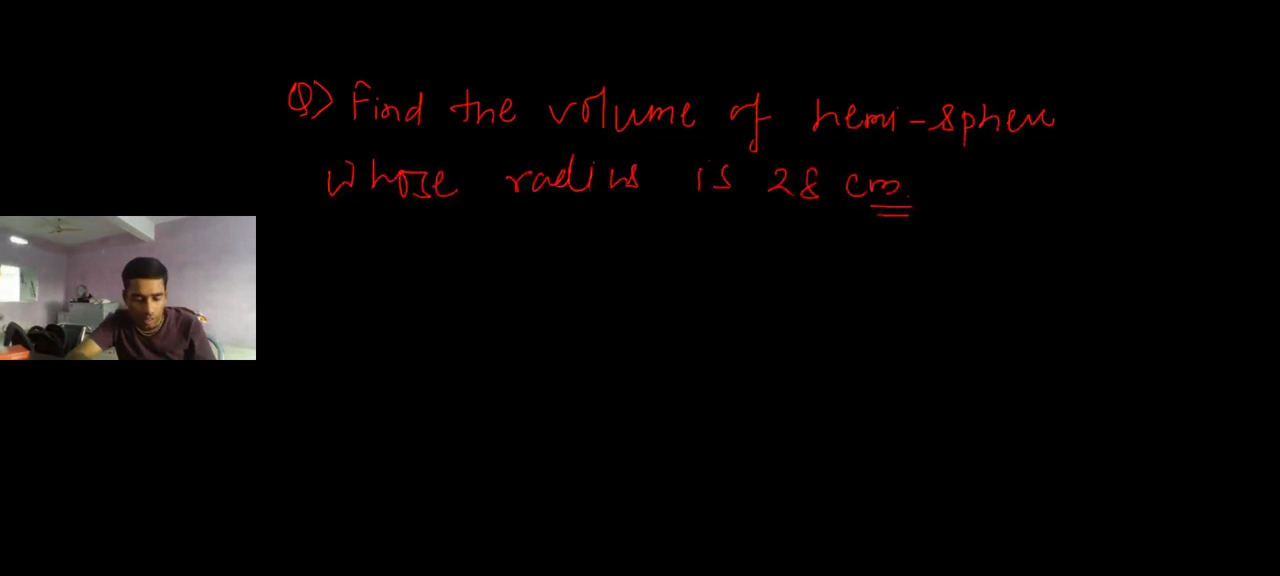 Q> Find the volume of hemi-sphere
whose radius is 28 cm.